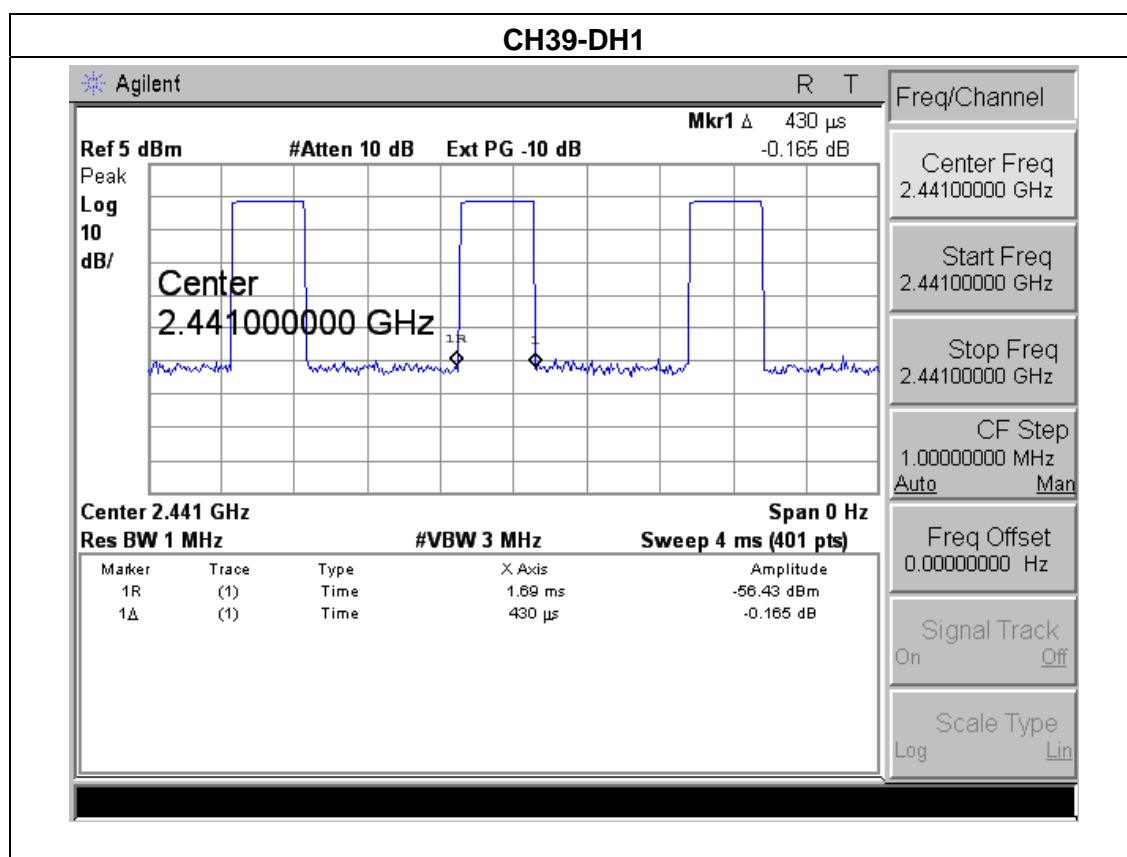 CH39-DH1
Agilent R T
Mkr1 Δ 430 µs
Ref 5 dBm #Atten 10 dB Ext PG -10 dB -0.165 dB
Peak
Log
10
dB/
Center
2.441000000 GHz
1R 1
Center 2.441 GHz Span 0 Hz
Res BW 1 MHz #VBW 3 MHz Sweep 4 ms (401 pts)
Marker Trace Type X Axis Amplitude
1R (1) Time 1.69 ms -56.43 dBm
1Δ (1) Time 430 µs -0.165 dB
Freq/Channel
Center Freq
2.44100000 GHz
Start Freq
2.44100000 GHz
Stop Freq
2.44100000 GHz
CF Step
1.00000000 MHz
Auto Man
Freq Offset
0.00000000 Hz
Signal Track
On Off
Scale Type
Log Lin